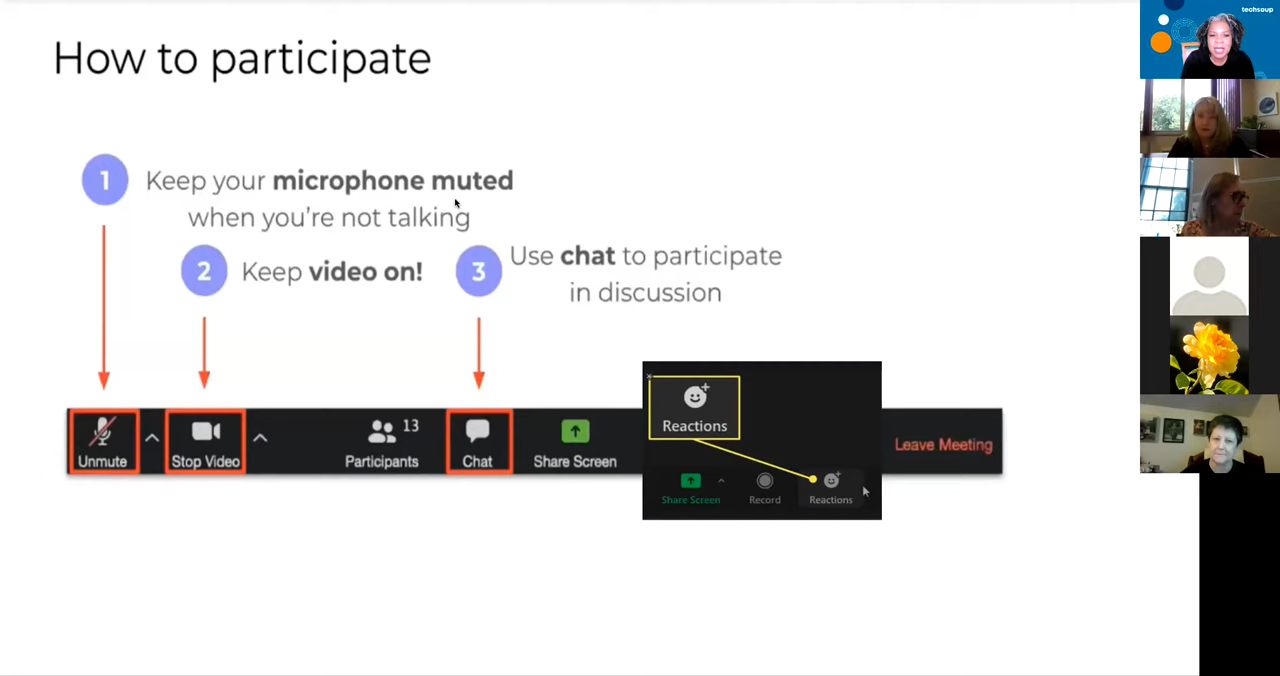 How to participate
techsoup
1
Keep your microphone muted
when you're not talking
2
Keep video on!
3
Use chat to participate
in discussion
Unmute
Stop Video
13
Participants
Chat
Share Screen
Reactions
Share Screen
Record
Reactions
Leave Meeting